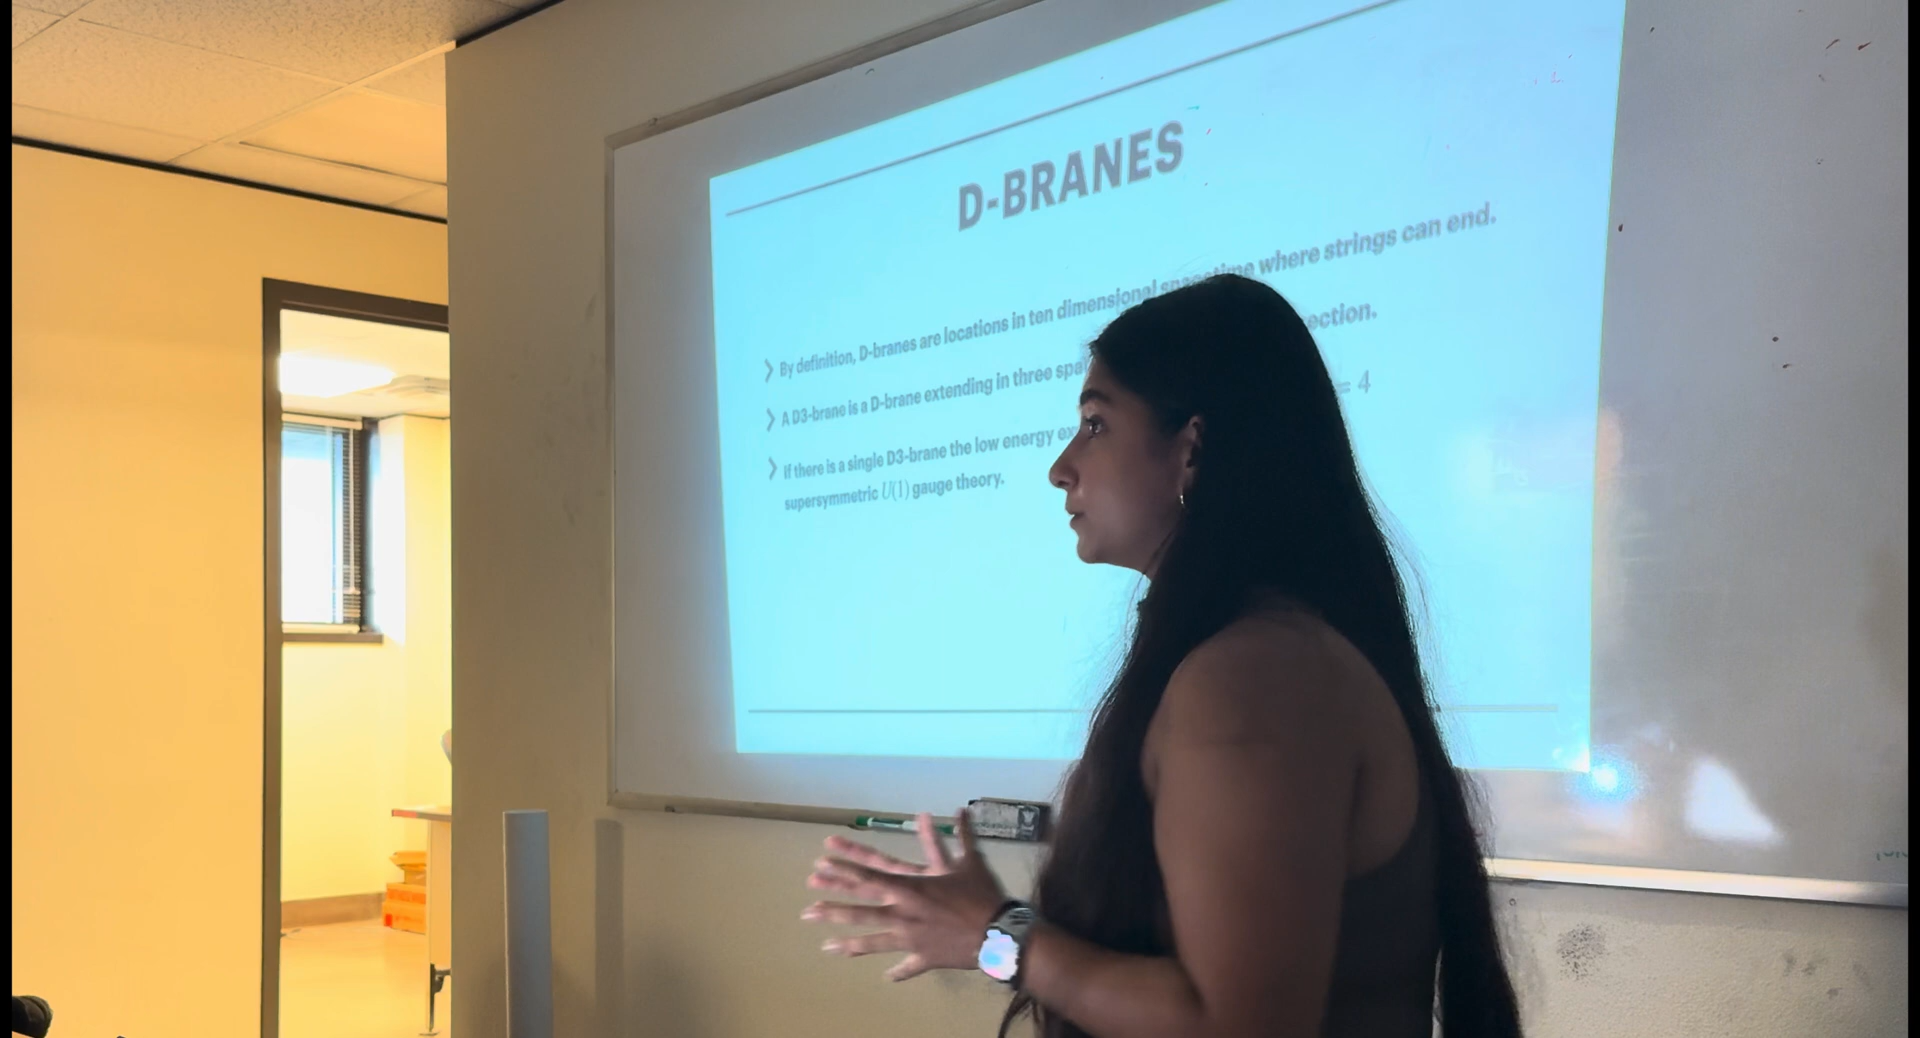 D-BRANES
By definition, D-branes are locations in ten dimensional spacetime where strings can end.
A D3-brane is a D-brane extending in three
If there is a single D3-brane the low energy = 4
supersymmetric U(1) gauge theory.